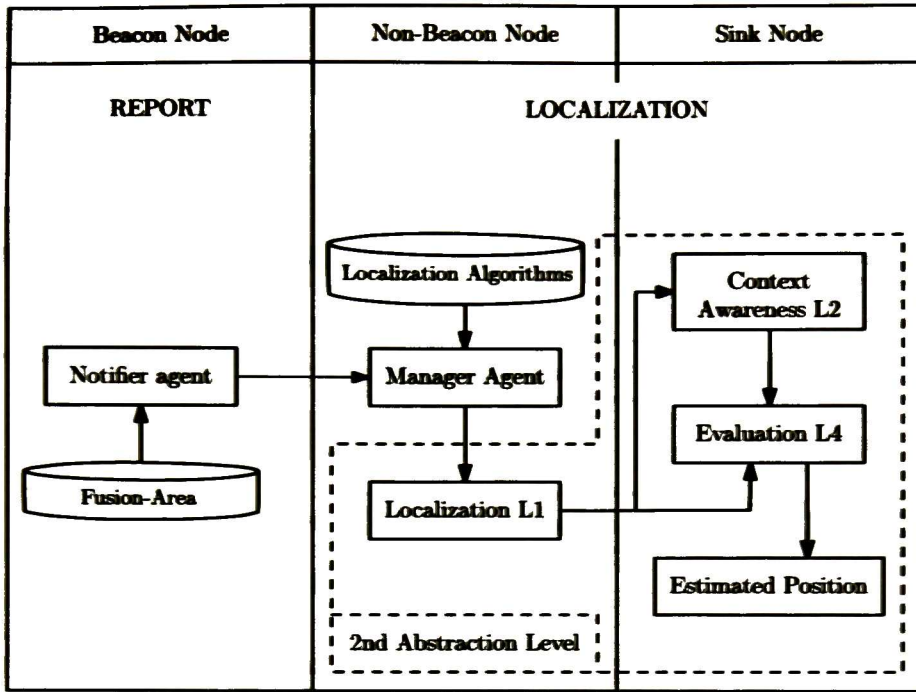 Beacon Node
Non-Beacon Node
Sink Node
REPORT
LOCALIZATION
Localization Algorithms
Context
Awareness L2
Notifier agent
Manager Agent
Evaluation L4
Fusion-Area
Localization L1
Estimated Position
2nd Abstraction Level